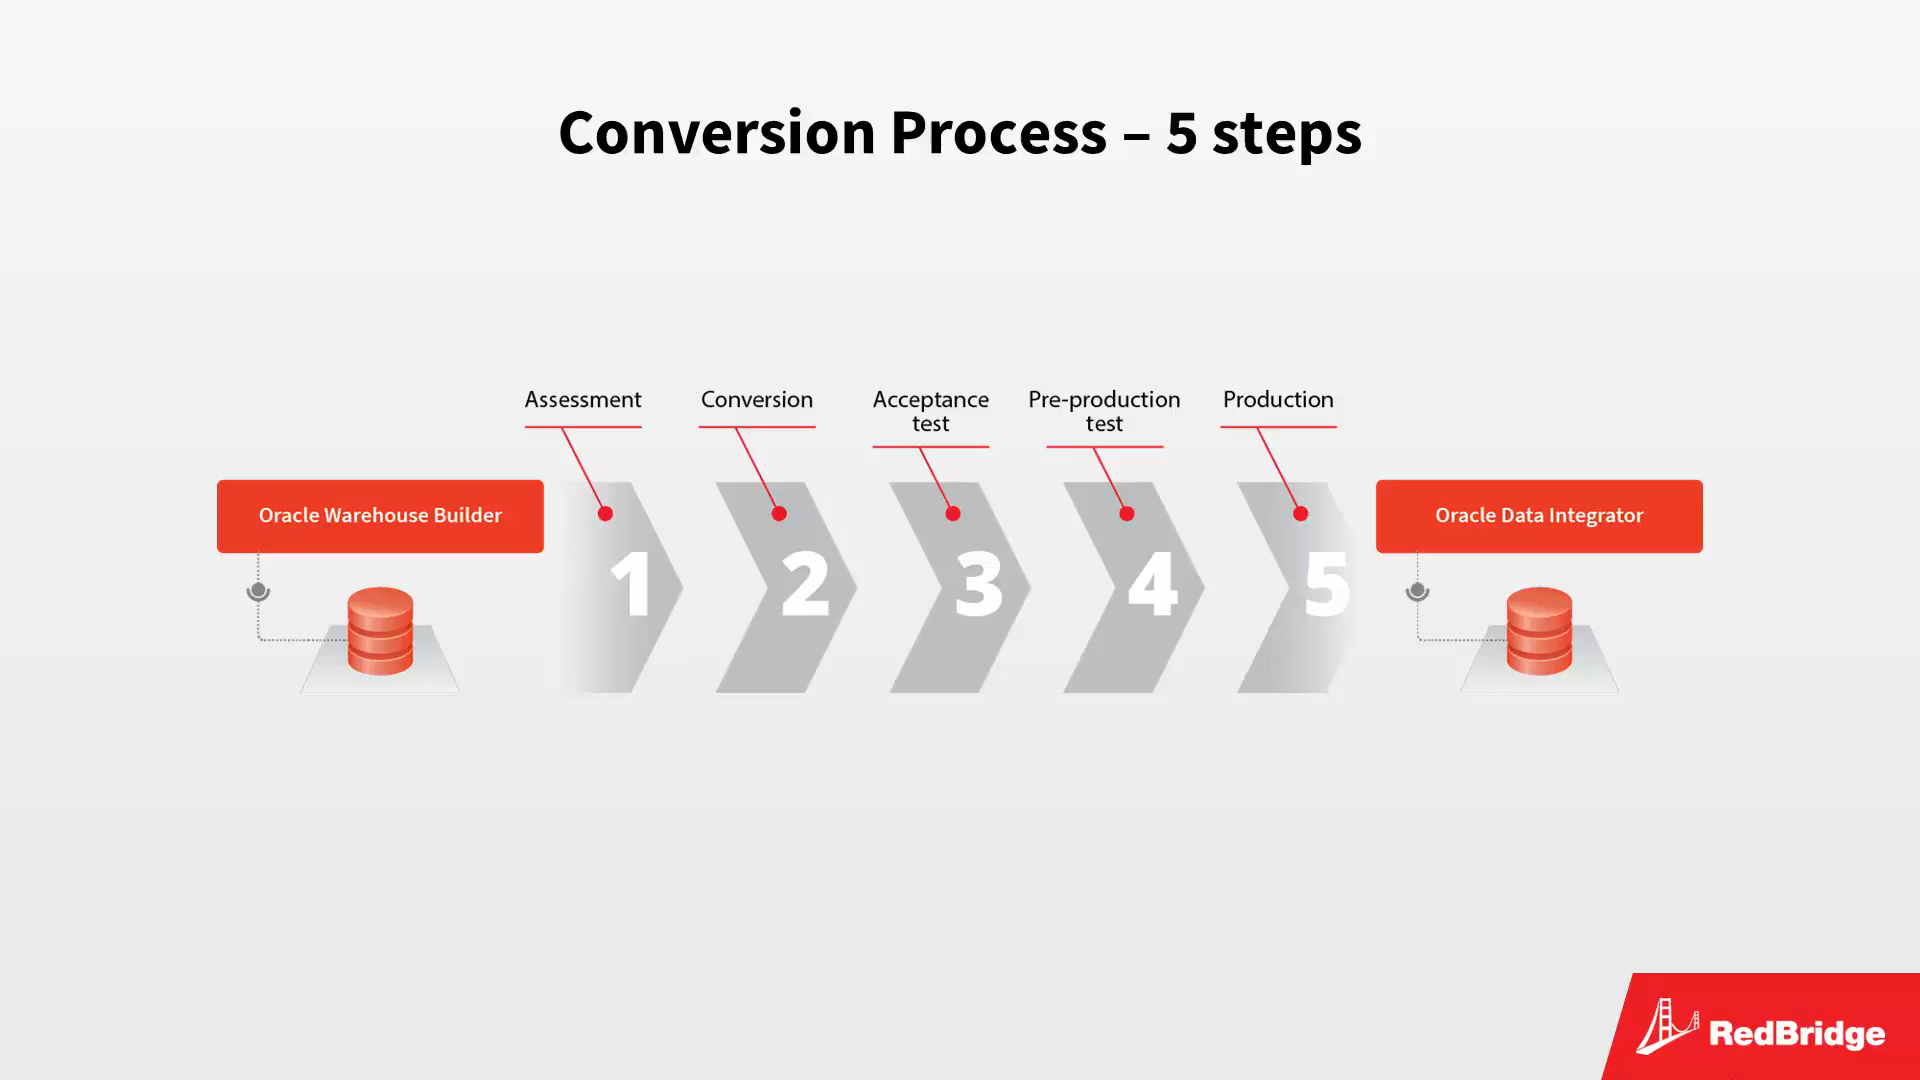 Conversion Process – 5 steps
Assessment
Conversion
Acceptance
test
Pre-production
test
Production
Oracle Warehouse Builder
1
2
3
4
5
Oracle Data Integrator
RedBridge